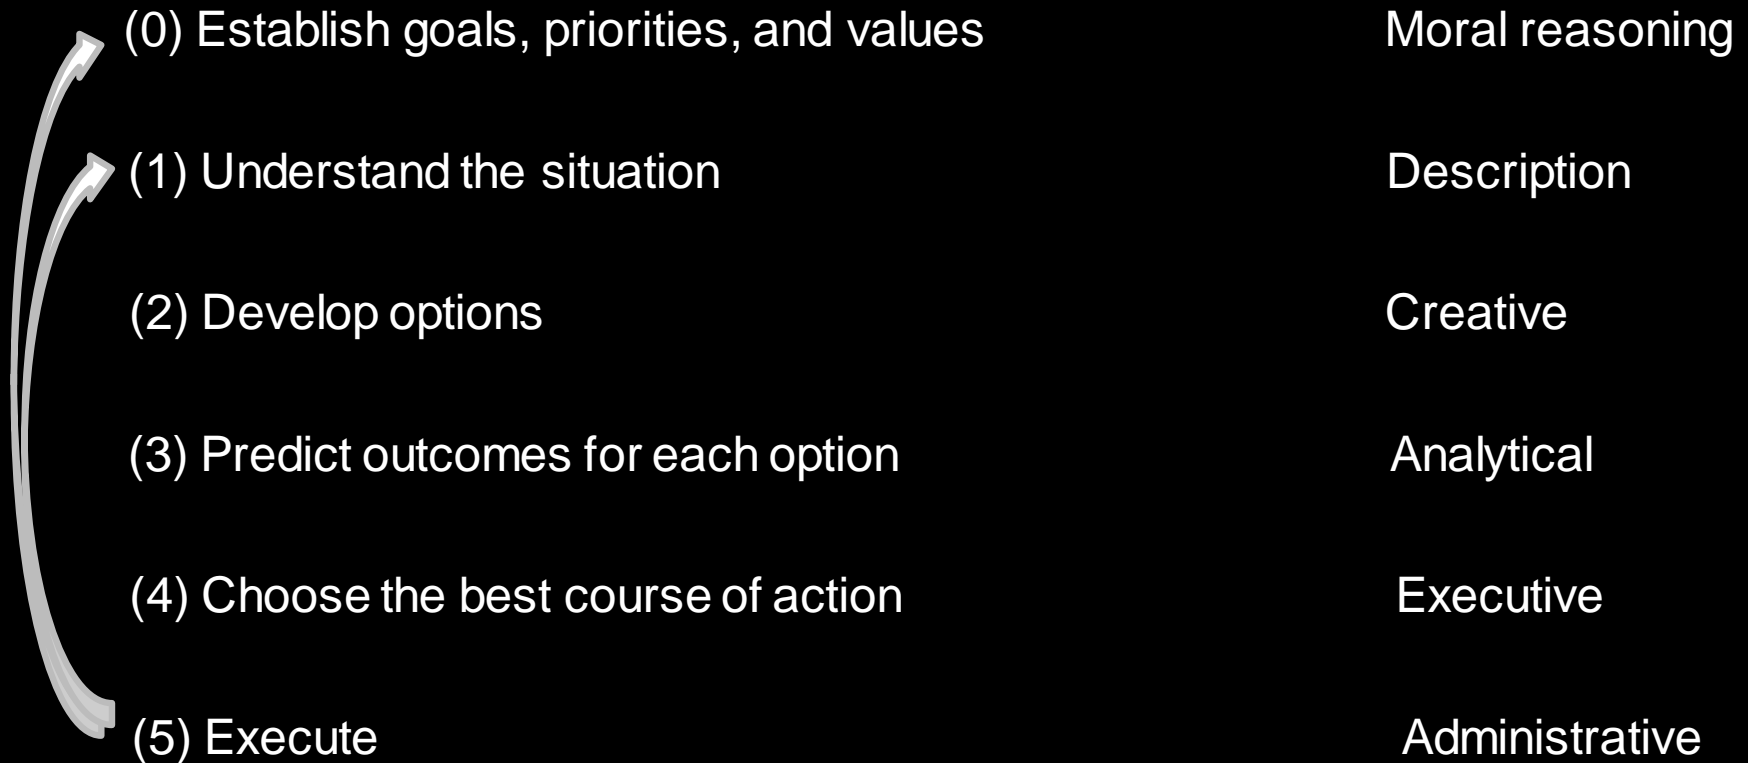 (0) Establish goals, priorities, and values Moral reasoning
(1) Understand the situation Description
(2) Develop options Creative
(3) Predict outcomes for each option Analytical
(4) Choose the best course of action Executive
(5) Execute Administrative